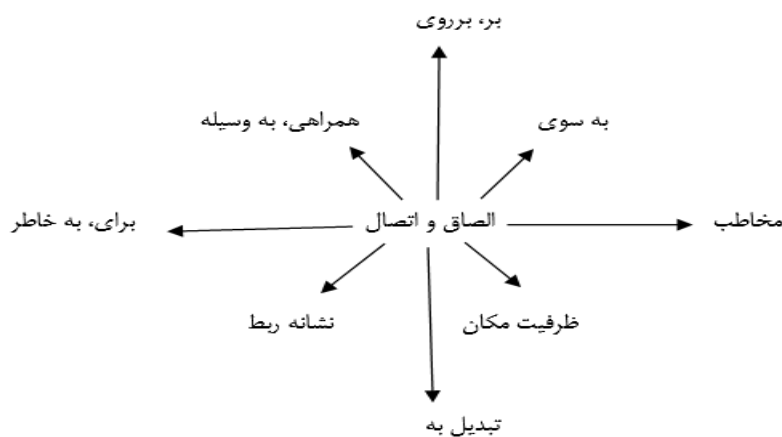 بر، برروی
به سوی
همراهی، به وسیله
مخاطب
الصاق و اتصال
برای، به خاطر
ظرفیت مکان
نشانه ربط
تبدیل به